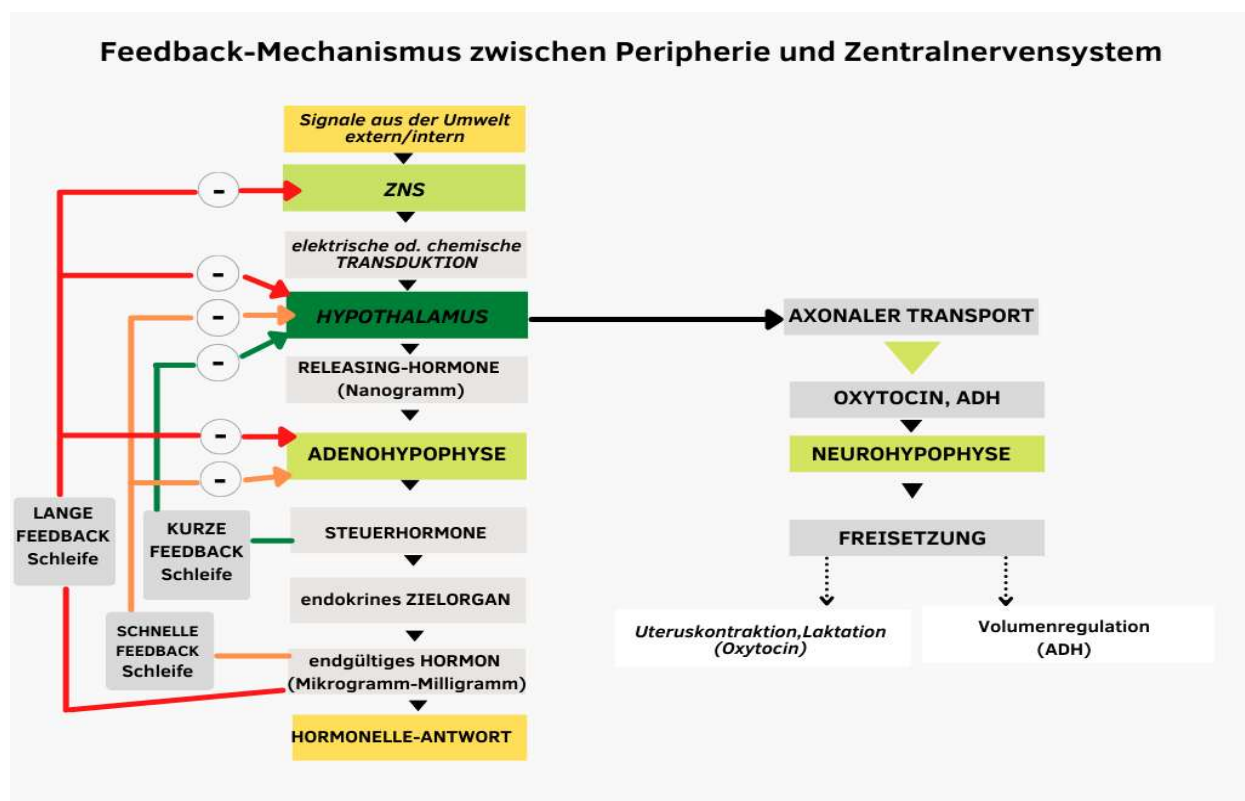 Feedback-Mechanismus zwischen Peripherie und Zentralnervensystem
Signale aus der Umwelt
extern/intern
-
ZNS
elektrische od. chemische
TRANSDUKTION
-
-
HYPOTHALAMUS
-
RELEASING-HORMONE
(Nanogramm)
-
ADENOHYPOPHYSE
-
LANGE
FEEDBACK
Schleife
KURZE
FEEDBACK
Schleife
STEUERHORMONE
endokrines ZIELORGAN
SCHNELLE
FEEDBACK
Schleife
endgültiges HORMON
(Mikrogramm-Milligramm)
HORMONELLE-ANTWORT
AXONALER TRANSPORT
OXYTOCIN, ADH
NEUROHYPOPHYSE
FREISETZUNG
Uteruskontraktion,Laktation
(Oxytocin)
Volumenregulation
(ADH)